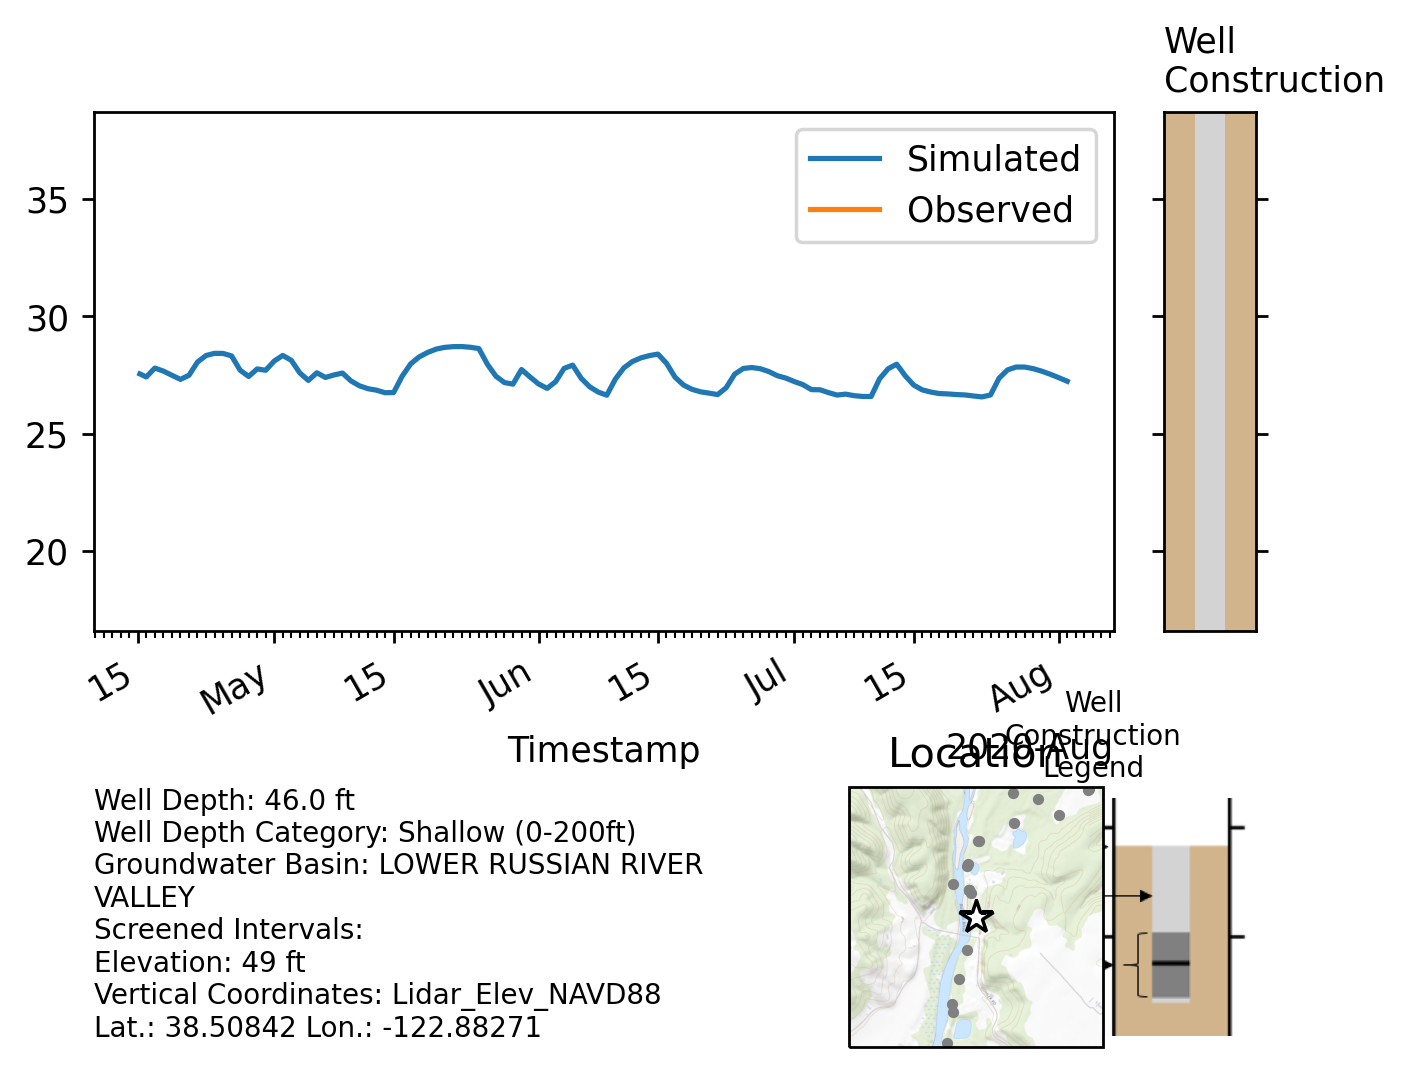 Well
Construction
Simulated
Observed
35
30
25
20
15
May
15
Jun
15
Jul
15
Aug
Timestamp
2020-Aug
Location
Well
Construction
Legend
Well Depth: 46.0 ft
Well Depth Category: Shallow (0-200ft)
Groundwater Basin: LOWER RUSSIAN RIVER
VALLEY
Screened Intervals:
Elevation: 49 ft
Vertical Coordinates: Lidar_Elev_NAVD88
Lat.: 38.50842 Lon.: -122.88271